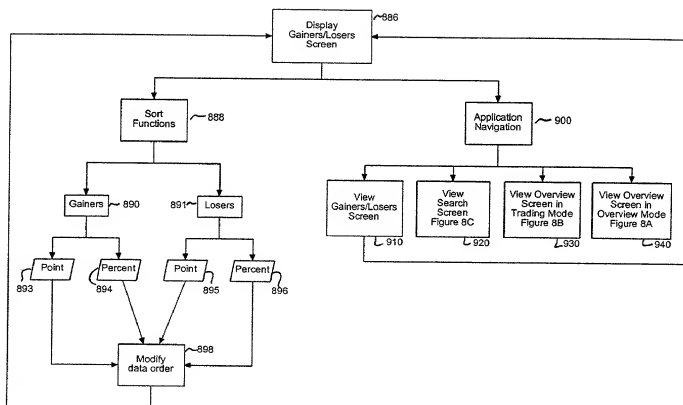 Display
Gainers/Losers
Screen
886
Sort
Functions
888
Application
Navigation
900
Gainers
890
891
Losers
View
Gainers/Losers
Screen
910
View
Search
Screen
Figure 8C
920
View Overview
Screen in
Trading Mode
Figure 8B
930
View Overview
Screen in
Overview Mode
Figure 8A
940
Point
893
Percent
894
Point
895
Percent
896
Modify
data order
898